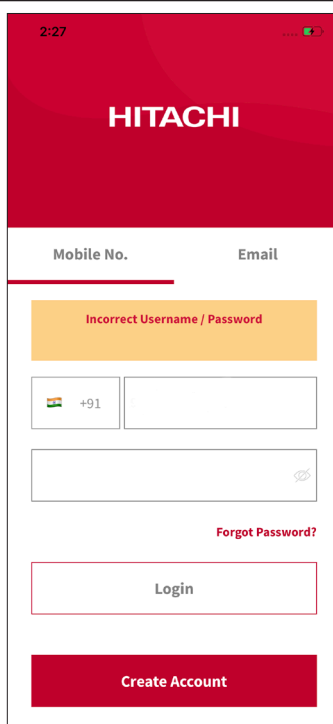 2:27
HITACHI
Mobile No. Email
Incorrect Username / Password
+91
Forgot Password?
Login
Create Account